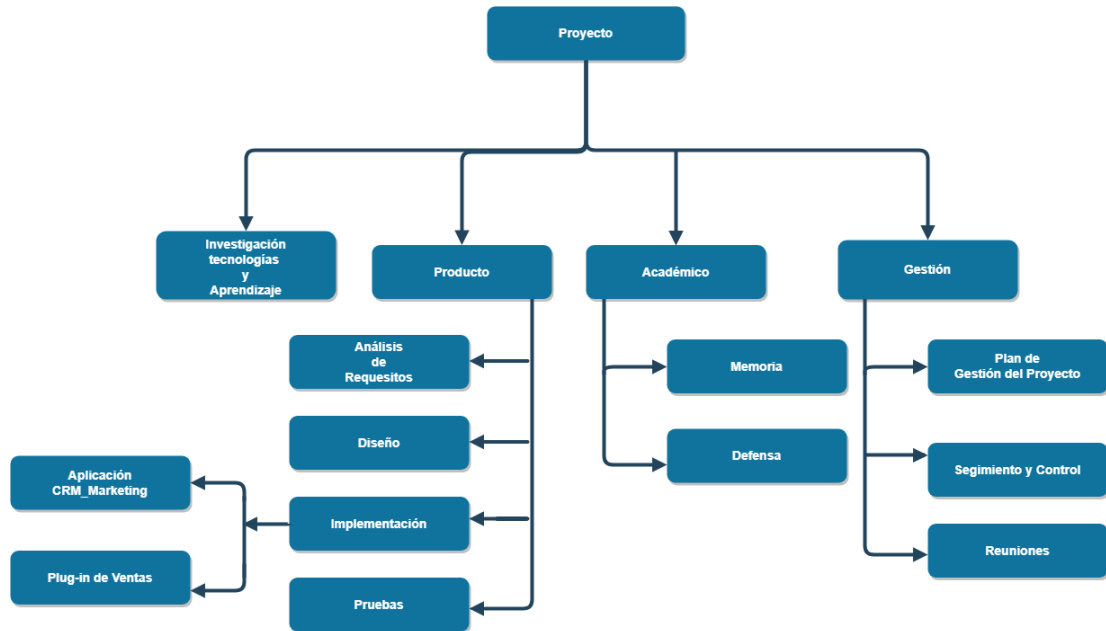 Proyecto
Investigación
tecnologías
y
Aprendizaje
Producto
Académico
Gestión
Análisis
de
Requesitos
Memoria
Plan de
Gestión del Proyecto
Diseño
Defensa
Segimiento y Control
Aplicación
CRM_Marketing
Implementación
Reuniones
Plug-in de Ventas
Pruebas